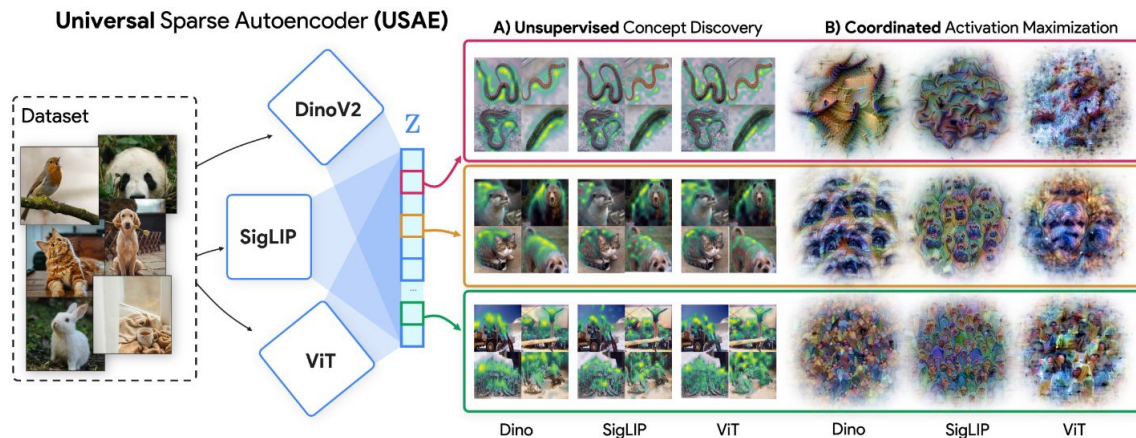 Universal Sparse Autoencoder (USAE)
A) Unsupervised Concept Discovery
B) Coordinated Activation Maximization
Dataset
DinoV2
SigLIP
ViT
Z
...
Dino
SigLIP
ViT
Dino
SigLIP
ViT